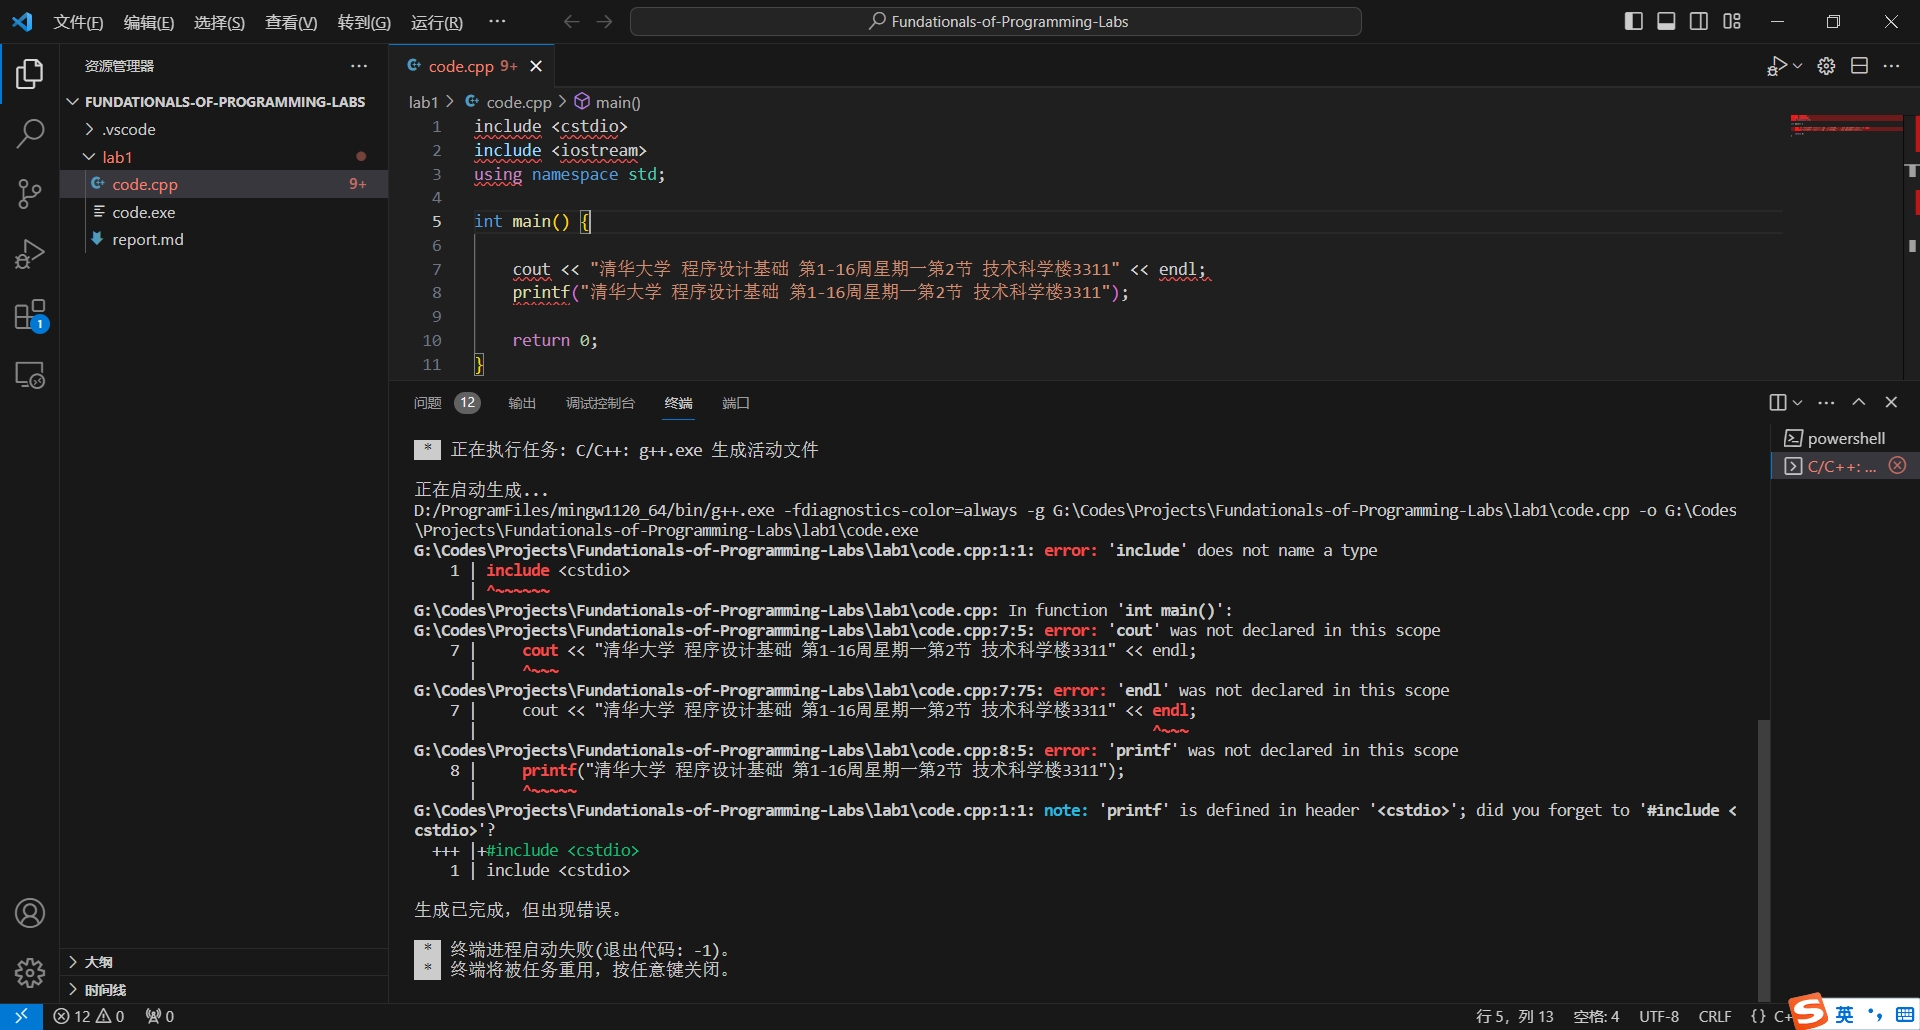 文件(F) 编辑(E) 选择(S) 查看(V) 转到(G) 运行(R) ··· Fundationals-of-Programming-Labs
资源管理器 ···
FUNDATIONALS-OF-PROGRAMMING-LABS
.vscode
lab1
code.cpp 9+
code.exe
report.md
大纲
时间线
code.cpp 9+
lab1 > code.cpp > main()
1 include <cstdio>
2 include <iostream>
3 using namespace std;
4
5 int main() {
6
7 cout << "清华大学 程序设计基础 第1-16周星期一第2节 技术科学楼3311" << endl;
8 printf("清华大学 程序设计基础 第1-16周星期一第2节 技术科学楼3311");
9
10 return 0;
11 }
问题 12 输出 调试控制台 终端 端口
powershell
C/C++: ...
* 正在执行任务: C/C++: g++.exe 生成活动文件
正在启动生成...
D:/ProgramFiles/mingw1120_64/bin/g++.exe -fdiagnostics-color=always -g G:\Codes\Projects\Fundationals-of-Programming-Labs\lab1\code.cpp -o G:\Codes
\Projects\Fundationals-of-Programming-Labs\lab1\code.exe
G:\Codes\Projects\Fundationals-of-Programming-Labs\lab1\code.cpp:1:1: error: 'include' does not name a type
1 | include <cstdio>
| ^~~~~~~
G:\Codes\Projects\Fundationals-of-Programming-Labs\lab1\code.cpp: In function 'int main()':
G:\Codes\Projects\Fundationals-of-Programming-Labs\lab1\code.cpp:7:5: error: 'cout' was not declared in this scope
7 | cout << "清华大学 程序设计基础 第1-16周星期一第2节 技术科学楼3311" << endl;
| ^~~~
G:\Codes\Projects\Fundationals-of-Programming-Labs\lab1\code.cpp:7:75: error: 'endl' was not declared in this scope
7 | cout << "清华大学 程序设计基础 第1-16周星期一第2节 技术科学楼3311" << endl;
| ^~~~
G:\Codes\Projects\Fundationals-of-Programming-Labs\lab1\code.cpp:8:5: error: 'printf' was not declared in this scope
8 | printf("清华大学 程序设计基础 第1-16周星期一第2节 技术科学楼3311");
| ^~~~~~
G:\Codes\Projects\Fundationals-of-Programming-Labs\lab1\code.cpp:1:1: note: 'printf' is defined in header '<cstdio>'; did you forget to '#include <
cstdio>'?
+++ |+#include <cstdio>
1 | include <cstdio>
生成已完成，但出现错误。
* 终端进程启动失败(退出代码: -1)。
* 终端将被任务重用，按任意键关闭。
1
12 0 0 行 5，列 13 空格: 4 UTF-8 CRLF {} C+ 英